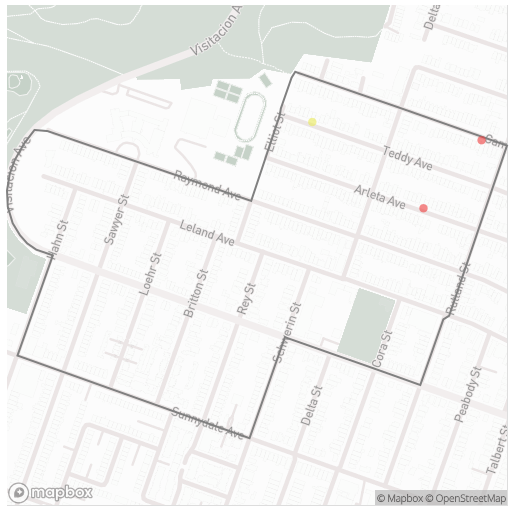 Visitacion A
Delta
San
Elliot St
Teddy Ave
Visitacion Ave
Raymond Ave
Arleta Ave
Hahn St
Sawyer St
Leland Ave
Loehr St
Britton St
Rey St
Schwerin St
Rutland St
Cora St
Delta St
Peabody St
Sunnydale Ave
Talbert St
mapbox
© Mapbox © OpenStreetMap